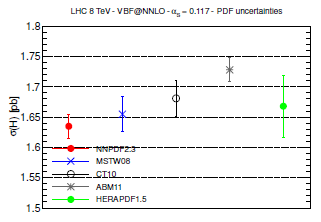 LHC 8 TeV - VBF@NNLO - αs = 0.117 - PDF uncertainties
σ(H) [pb]
1.8
1.75
1.7
1.65
1.6
1.55
1.5
NNPDF2.3
MSTW08
CT10
ABM11
HERAPDF1.5